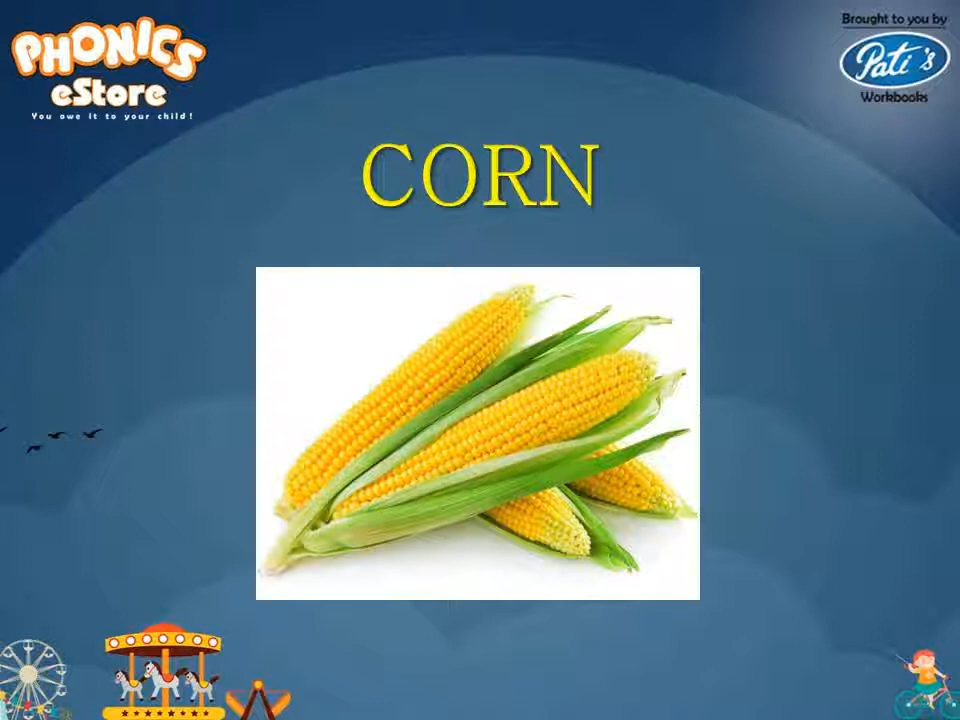 PHONICS
eStore
You owe it to your child!
Brought to you by
Pati's
Workbooks
CORN